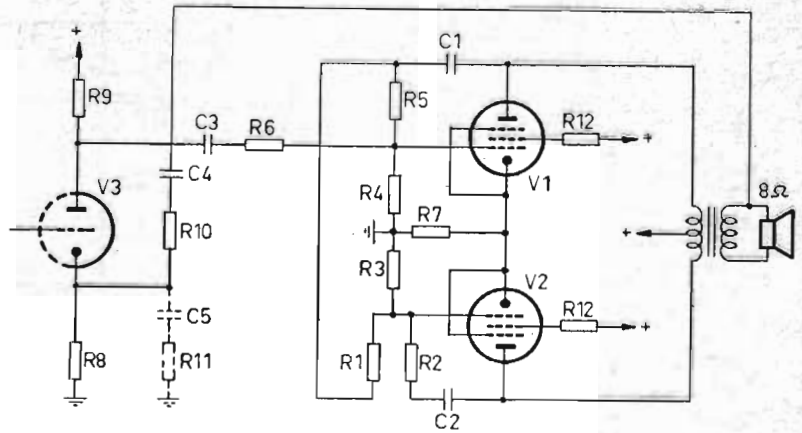 +
C1
R9
R5
C3
R6
R12
+
V3
C4
V1
R4
8Ω
R10
R7
+
R3
V2
C5
R12
+
R8
R11
R1
R2
C2